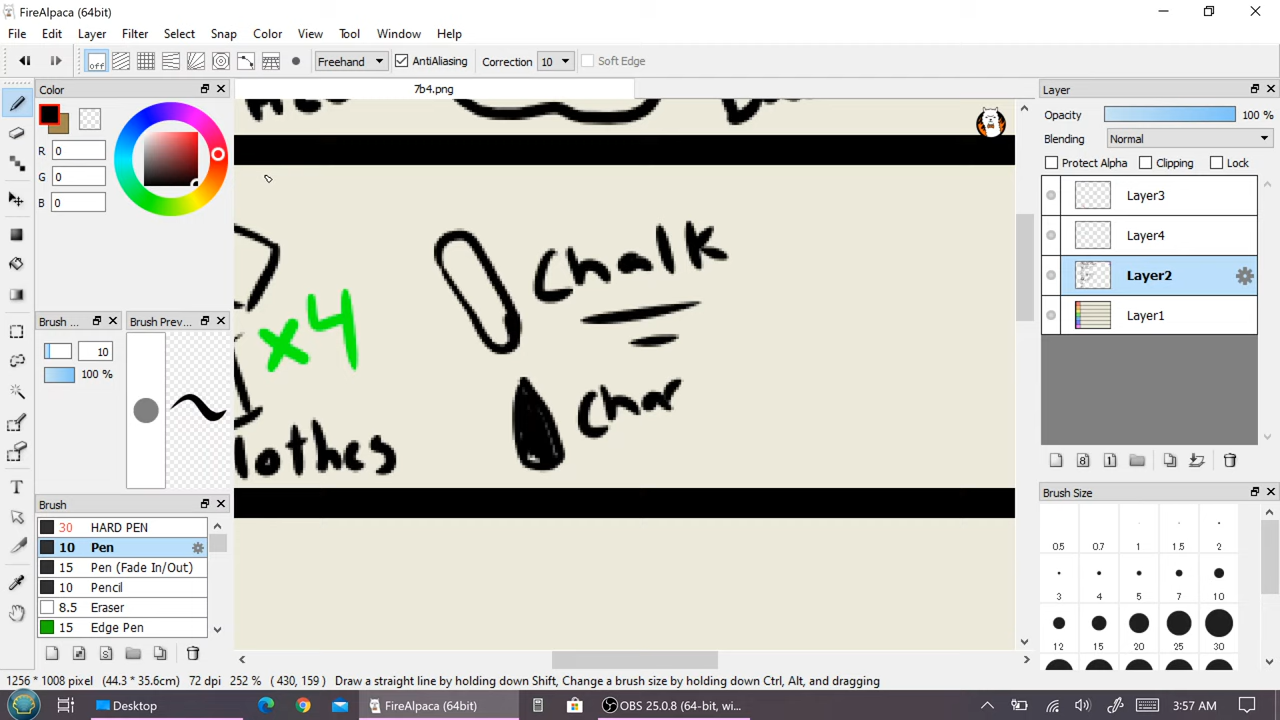 FireAlpaca (64bit)
File Edit Layer Filter Select Snap Color View Tool Window Help
off Freehand AntiAliasing Correction 10 Soft Edge
Color
7b4.png
Layer
R 0
G 0
B 0
Opacity 100 %
Blending Normal
Protect Alpha Clipping Lock
Layer3
Layer4
Layer2
Layer1
chalk
x4
char
lothes
Brush ...
Brush Prev...
10
100 %
Brush
30 HARD PEN
10 Pen
15 Pen (Fade In/Out)
10 Pencil
8.5 Eraser
15 Edge Pen
8 1
Brush Size
0.5 0.7 1 1.5 2
3 4 5 7 10
12 15 20 25 30
1256 * 1008 pixel (44.3 * 35.6cm) 72 dpi 252 % ( 430, 159 ) Draw a straight line by holding down Shift, Change a brush size by holding down Ctrl, Alt, and dragging
Desktop
FireAlpaca (64bit)
OBS 25.0.8 (64-bit, wi...
3:57 AM